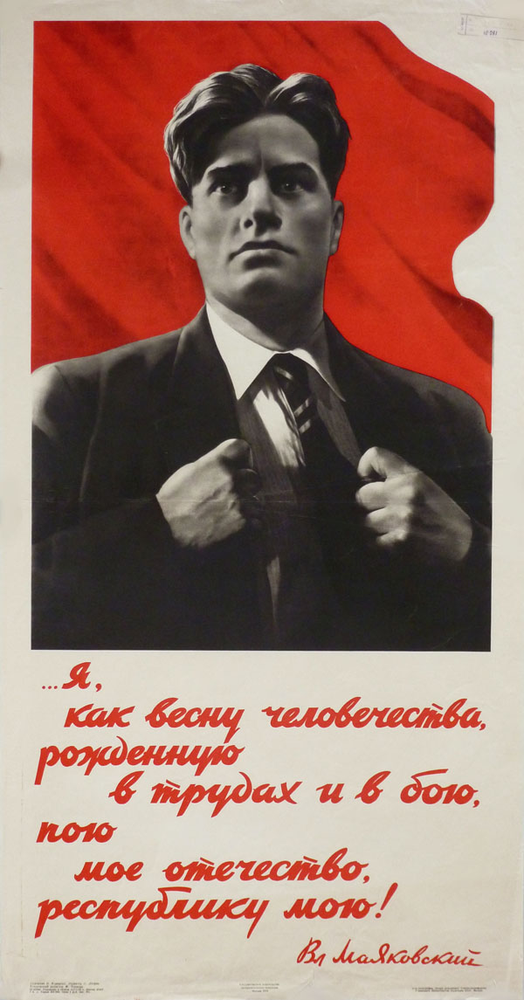 ...Я,
как весну человечества,
рожденную
в трудах и в бою,
пою
мое отечество,
республику мою!
Вл Маяковский